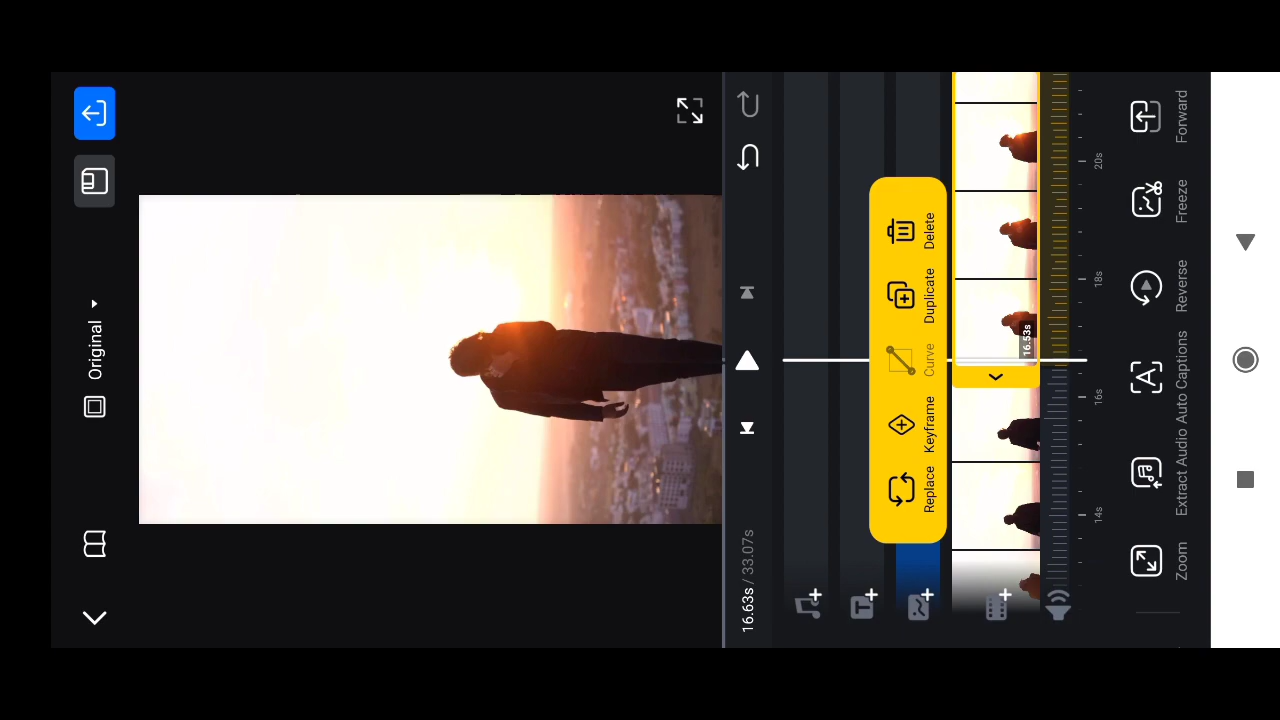 Original
16.63s / 33.07s
Replace
Keyframe
Curve
Duplicate
Delete
16.53s
14s
16s
18s
20s
Zoom
Extract Audio
Auto Captions
Reverse
Freeze
Forward